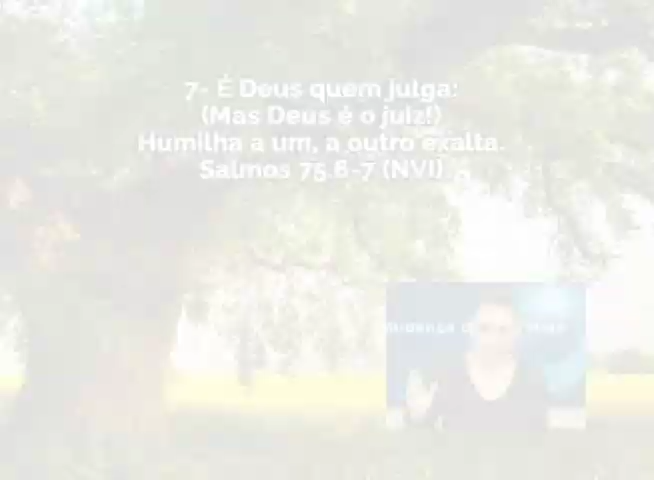 7- É Deus quem julga:
(Mas Deus é o juiz!)
Humilha a um, a outro exalta.
Salmos 75.6-7 (NVI)